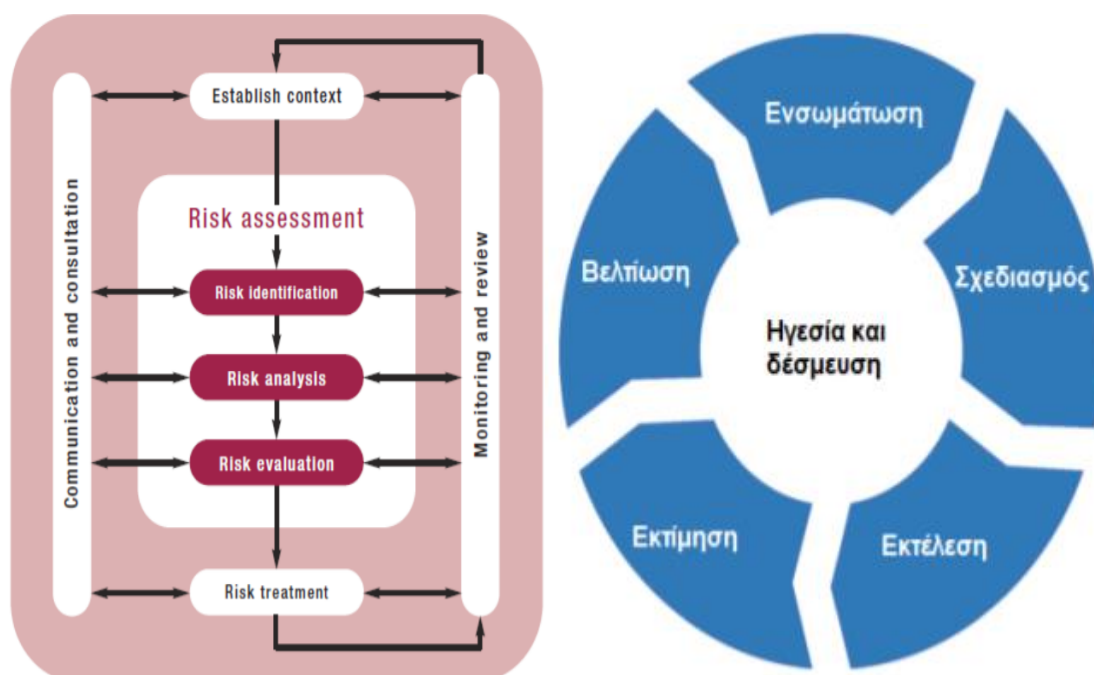 Establish context
Communication and consultation
Risk assessment
Monitoring and review
Risk identification
Risk analysis
Risk evaluation
Risk treatment
Ενσωμάτωση
Βελτίωση
Σχεδιασμός
Ηγεσία και
δέσμευση
Εκτίμηση
Εκτέλεση